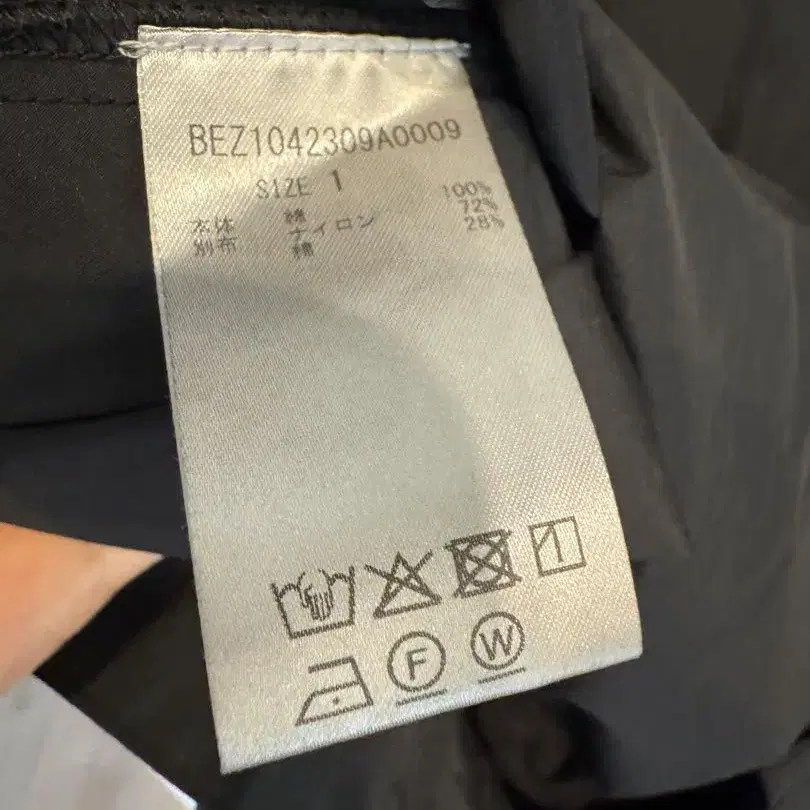 BEZ1042309A0009
SIZE 1
本体 綿 100%
別布 ナイロン 72%
綿 28%
F W